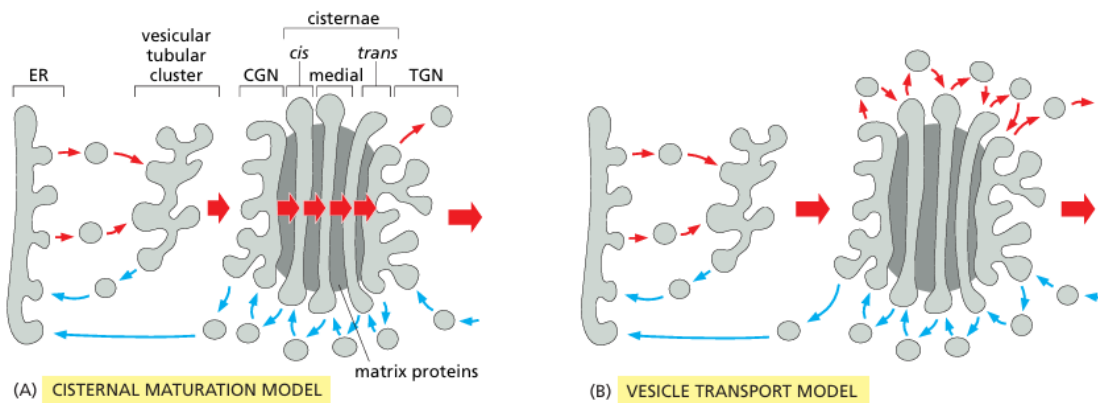 cisternae
vesicular
tubular
cluster
cis
trans
ER
CGN
medial
TGN
matrix proteins
(A) CISTERNAL MATURATION MODEL
(B) VESICLE TRANSPORT MODEL